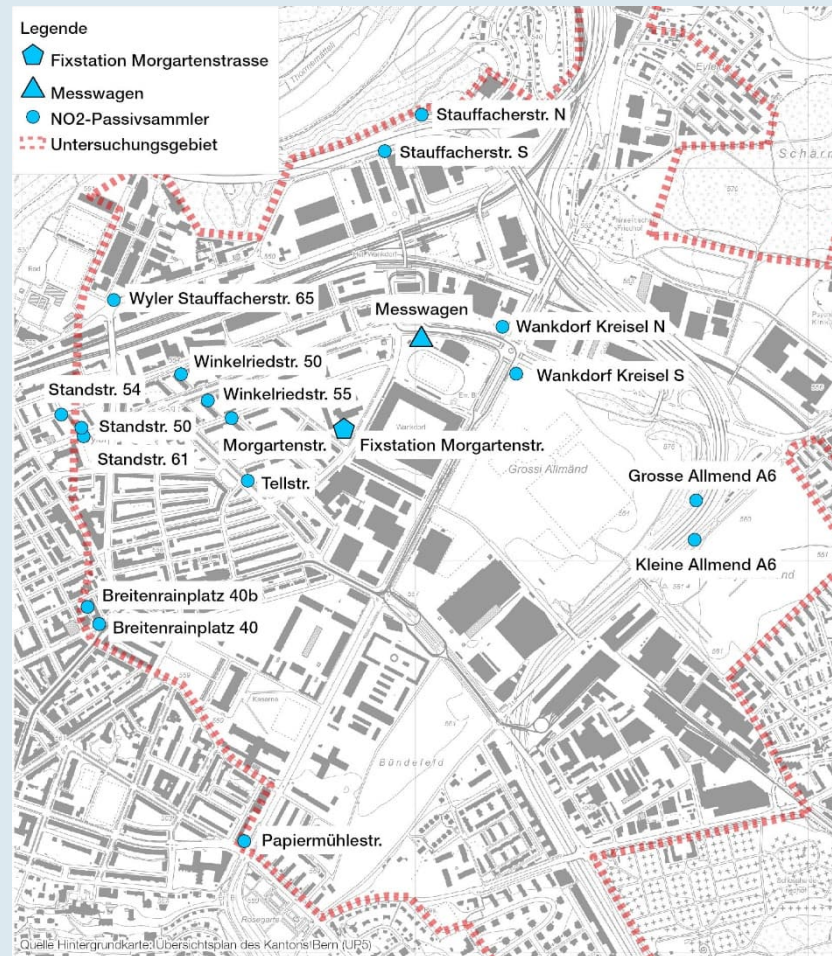 Legende
Fixstation Morgartenstrasse
Messwagen
NO2-Passivsammler
Untersuchungsgebiet
Stauffacherstr. N
Stauffacherstr. S
Wyler Stauffacherstr. 65
Messwagen
Wankdorf Kreisel N
Winkelriedstr. 50
Wankdorf Kreisel S
Standstr. 54
Winkelriedstr. 55
Standstr. 50
Morgartenstr.
Fixstation Morgartenstr.
Standstr. 61
Wankdorf
Grossi Allmänd
Grosse Allmend A6
Tellstr.
Kleine Allmend A6
Breitenrainplatz 40b
Breitenrainplatz 40
Kaserne
Bündefeld
Papiermühlestr.
Quelle Hintergrundkarte: Übersichtsplan des Kantons Bern (UP5)